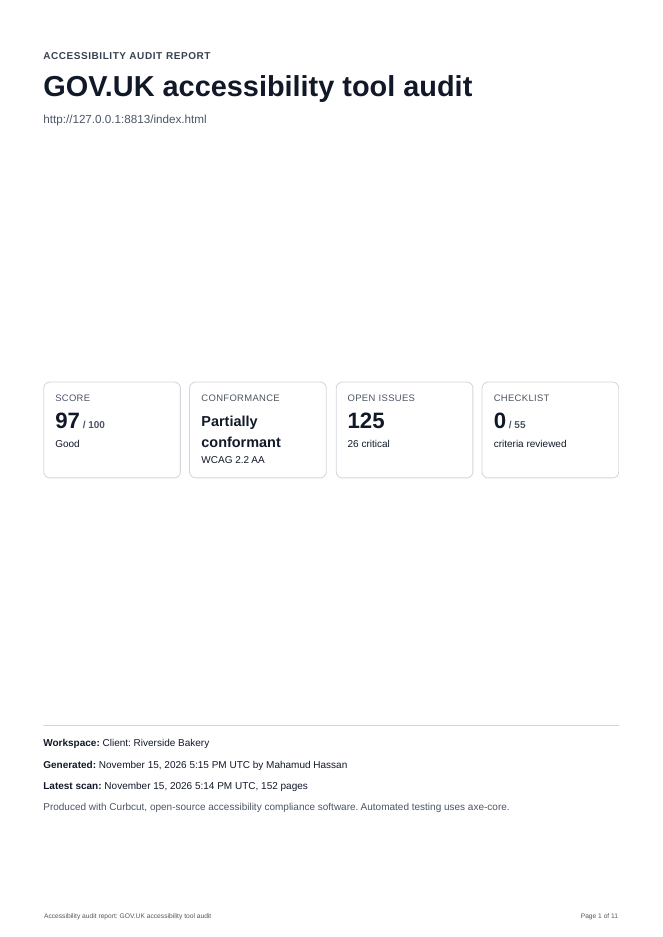 ACCESSIBILITY AUDIT REPORT
GOV.UK accessibility tool audit
http://127.0.0.1:8813/index.html
SCORE
97 / 100
Good
CONFORMANCE
Partially
conformant
WCAG 2.2 AA
OPEN ISSUES
125
26 critical
CHECKLIST
0 / 55
criteria reviewed
Workspace: Client: Riverside Bakery
Generated: November 15, 2026 5:15 PM UTC by Mahamud Hassan
Latest scan: November 15, 2026 5:14 PM UTC, 152 pages
Produced with Curbcut, open-source accessibility compliance software. Automated testing uses axe-core.
Accessibility audit report: GOV.UK accessibility tool audit
Page 1 of 11